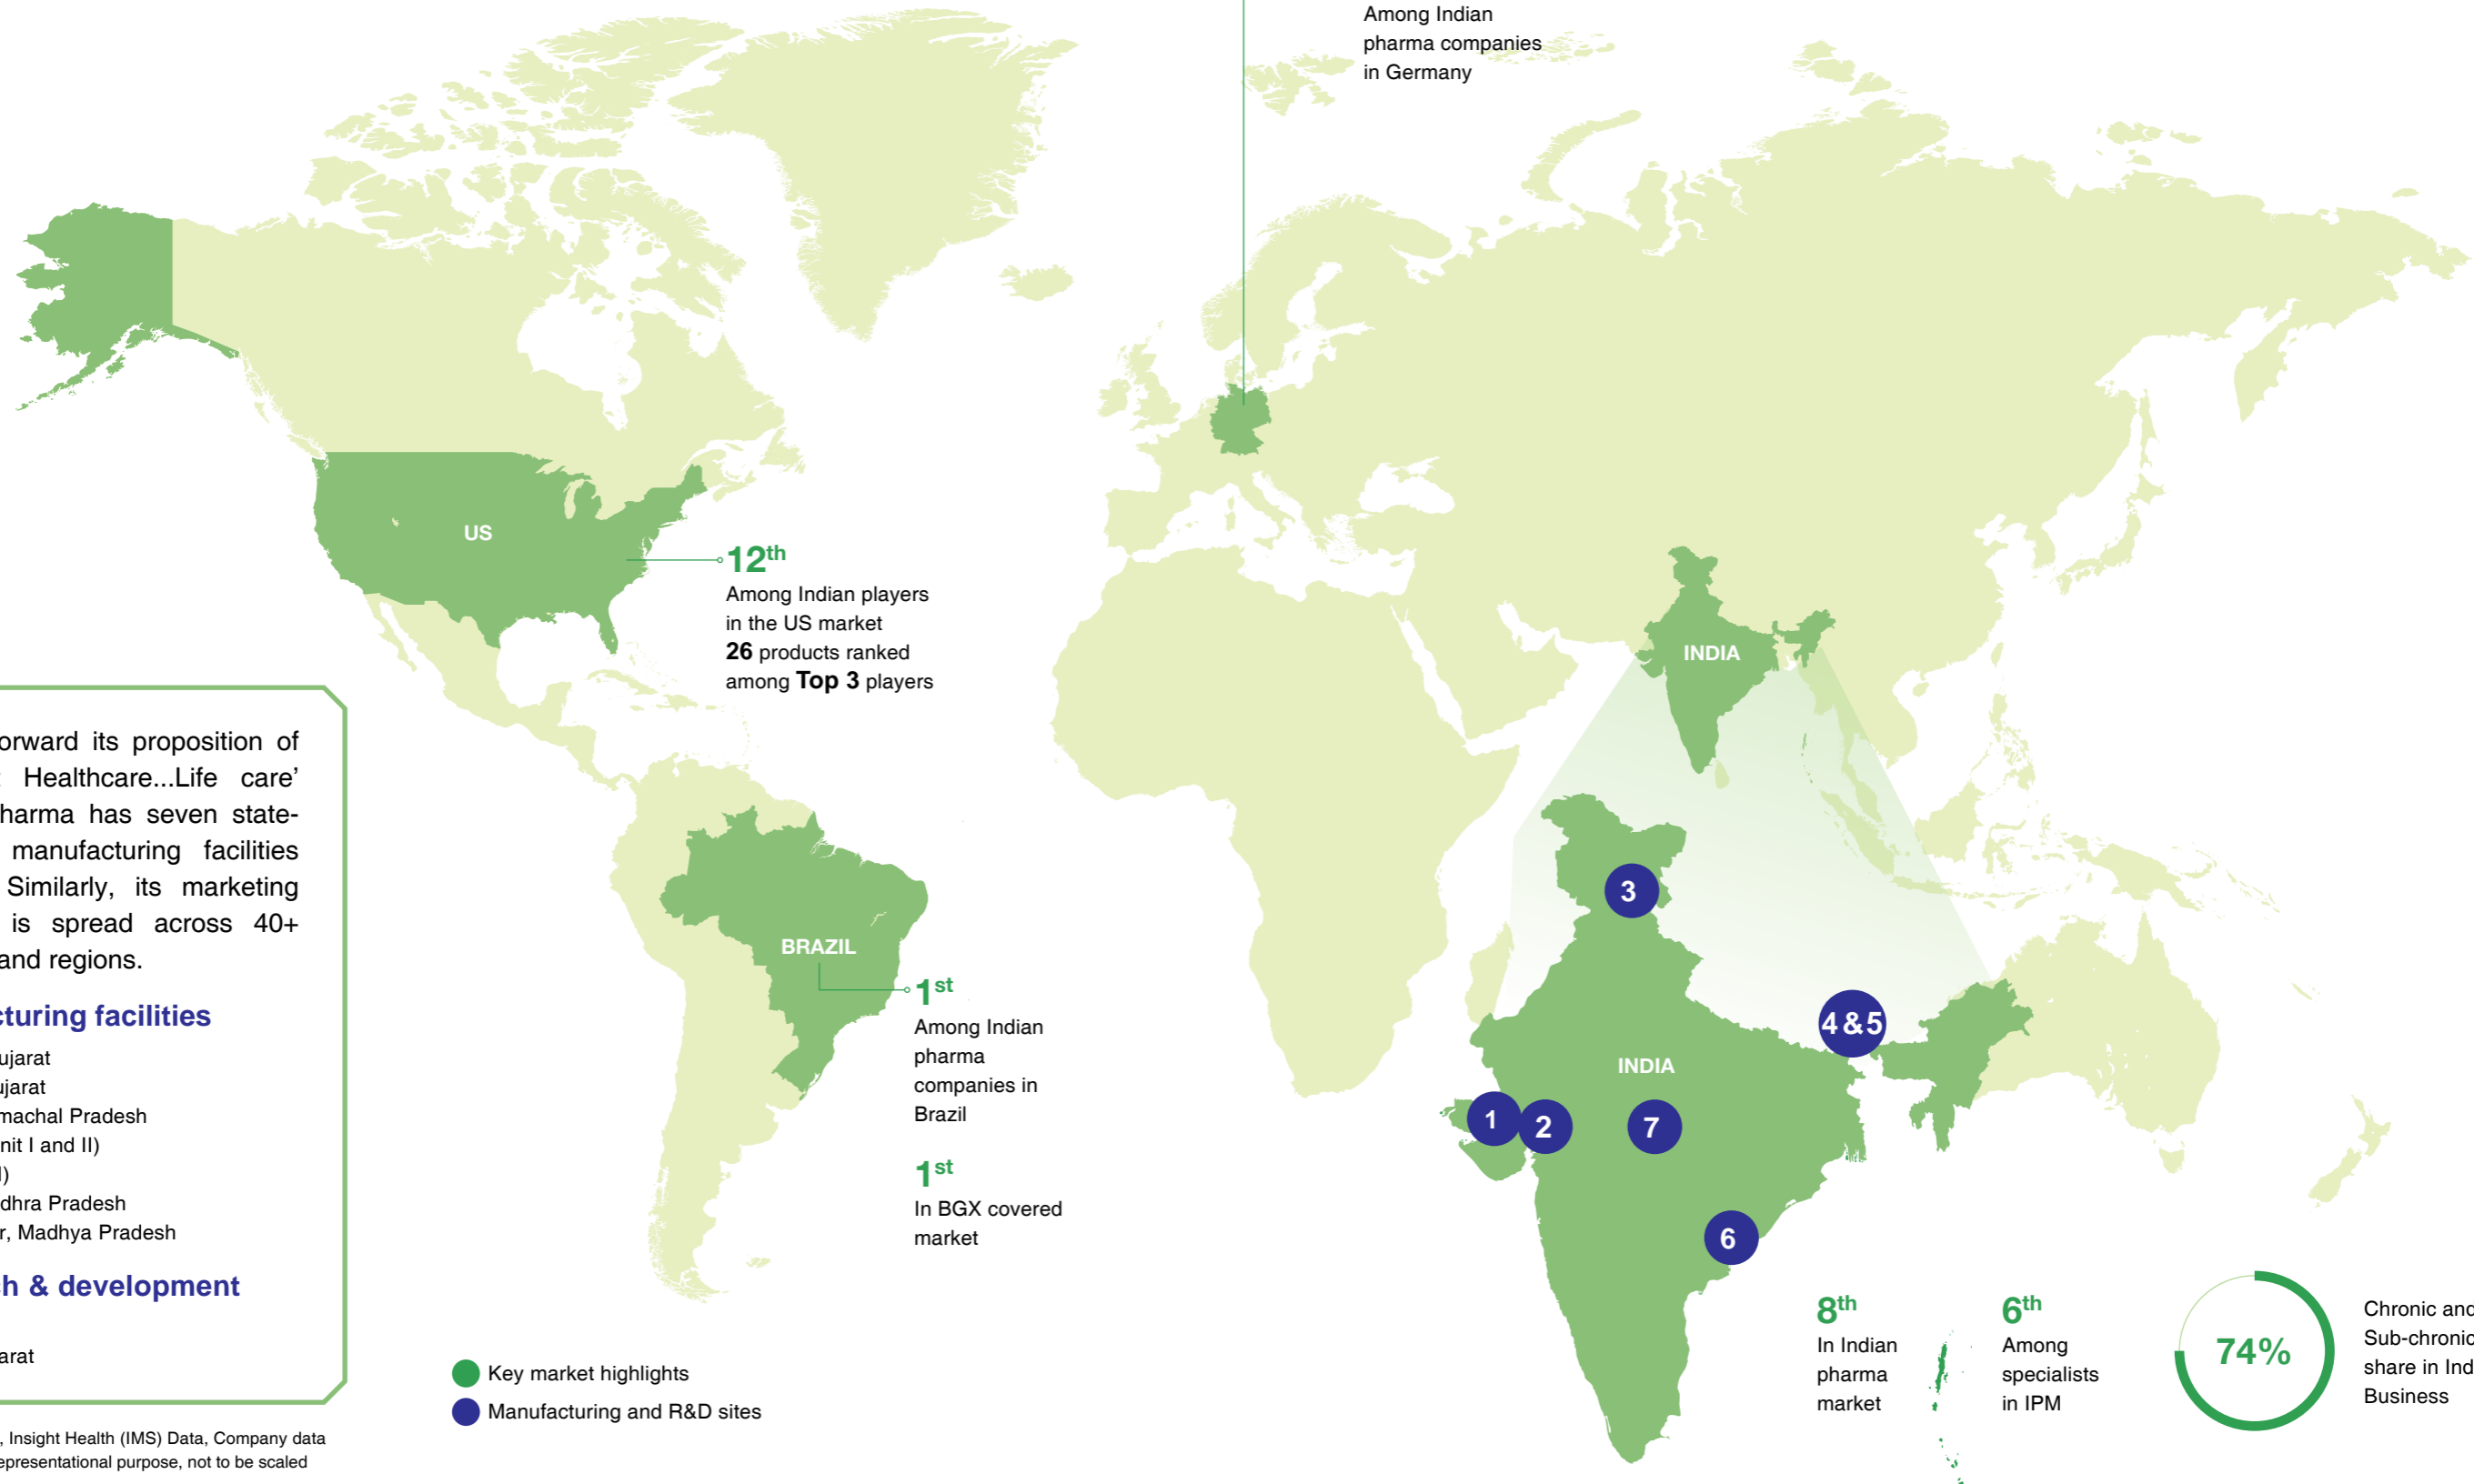 Among Indian
pharma companies
in Germany
US
12th
Among Indian players
in the US market
26 products ranked
among Top 3 players
INDIA
orward its proposition of
Healthcare...Life care’
harma has seven state-
manufacturing facilities
Similarly, its marketing
is spread across 40+
and regions.
cturing facilities
ujarat
ujarat
machal Pradesh
nit I and II)
I)
dhra Pradesh
r, Madhya Pradesh
ch & development
arat
, Insight Health (IMS) Data, Company data
epresentational purpose, not to be scaled
BRAZIL
1st
Among Indian
pharma
companies in
Brazil
1st
In BGX covered
market
Key market highlights
Manufacturing and R&D sites
3
4 & 5
INDIA
1
2
7
6
8th
In Indian
pharma
market
6th
Among
specialists
in IPM
74%
Chronic and
Sub-chronic
share in Ind
Business